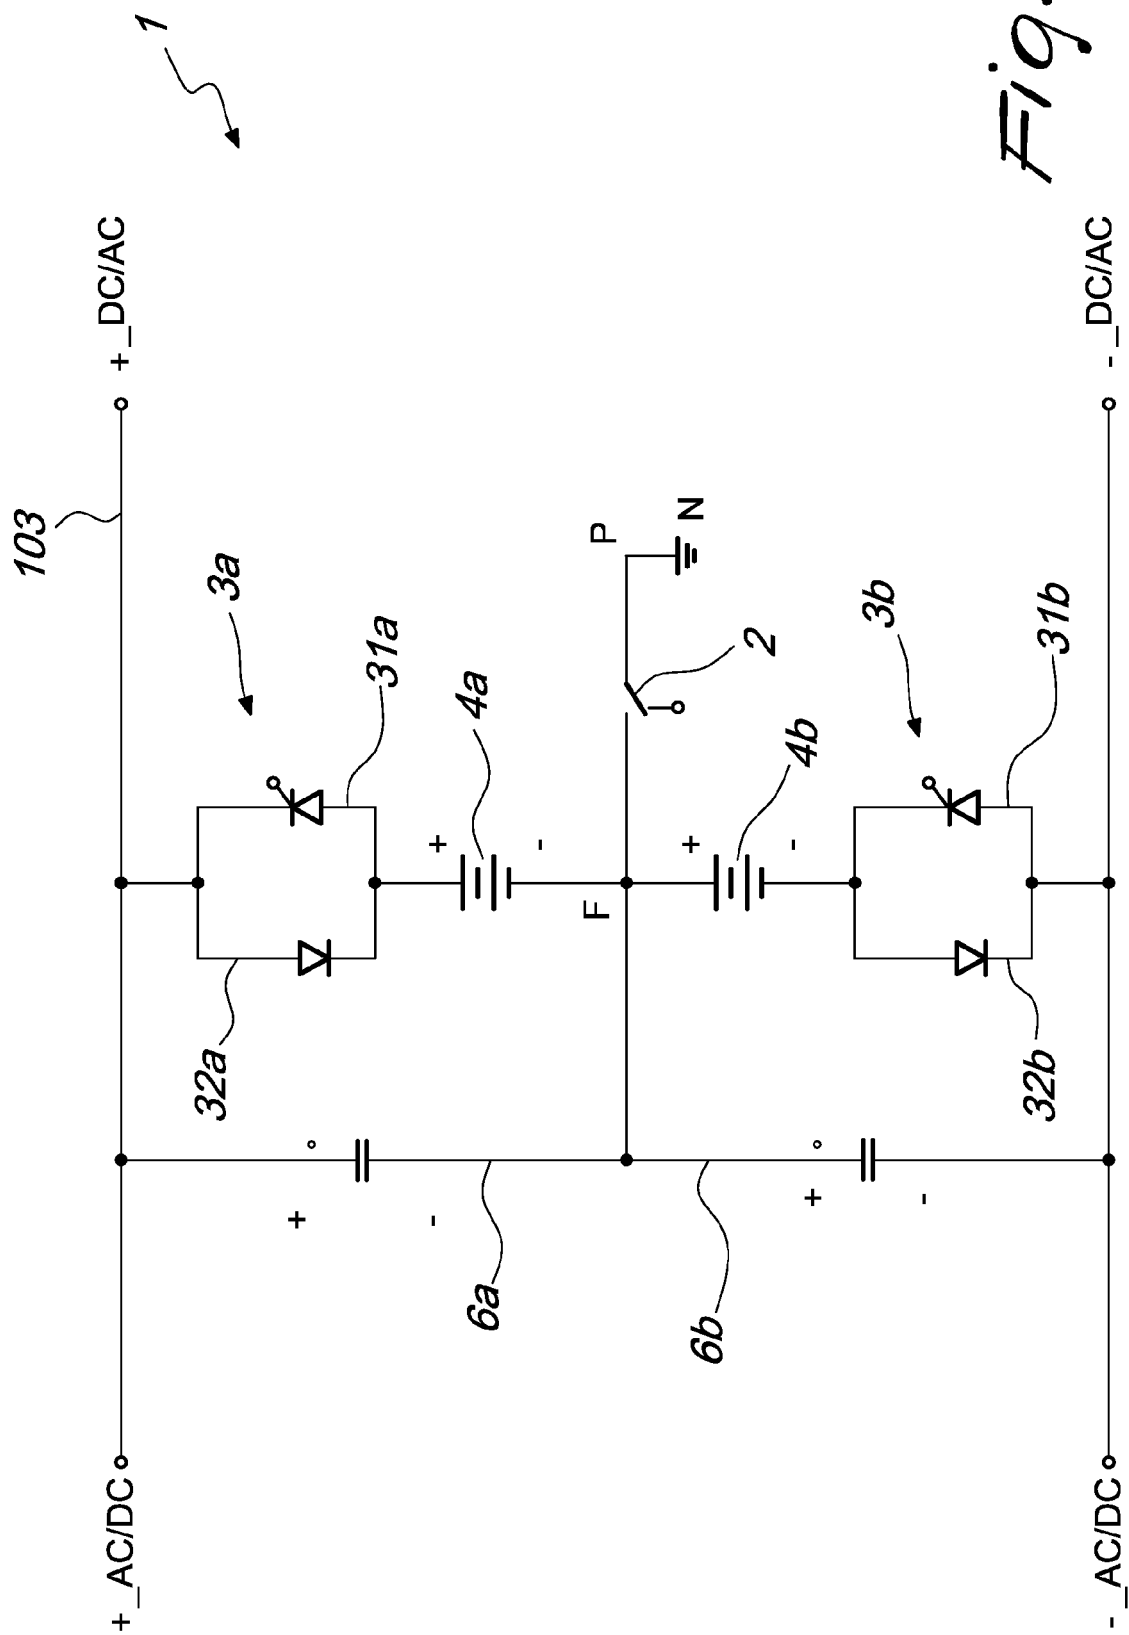 1
Fig.
+_DC/AC
-_DC/AC
103
3a
31a
4a
+
-
P
N
2
3b
31b
4b
+
-
F
32a
32b
+
-
6a
+
-
6b
+_AC/DC
-_AC/DC